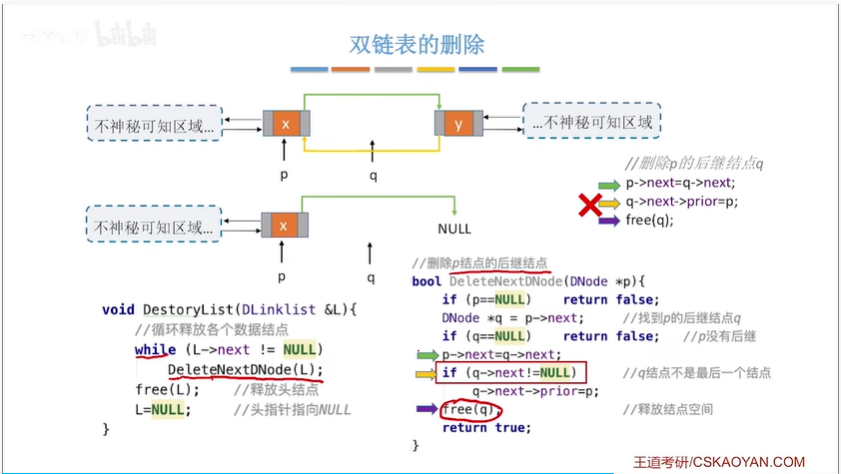 双链表的删除
不神秘可知区域...
x
y
...不神秘可知区域
p
q
//删除p的后继结点q
p->next=q->next;
q->next->prior=p;
free(q);
不神秘可知区域...
x
NULL
p
q
//删除p结点的后继结点
bool DeleteNextDNode(DNode *p){
if (p==NULL) return false;
DNode *q = p->next; //找到p的后继结点q
if (q==NULL) return false; //p没有后继
p->next=q->next;
if (q->next!=NULL) //q结点不是最后一个结点
q->next->prior=p;
free(q); //释放结点空间
return true;
}
void DestoryList(DLinklist &L){
//循环释放各个数据结点
while (L->next != NULL)
DeleteNextDNode(L);
free(L); //释放头结点
L=NULL; //头指针指向NULL
}
王道考研/CSKAOYAN.COM